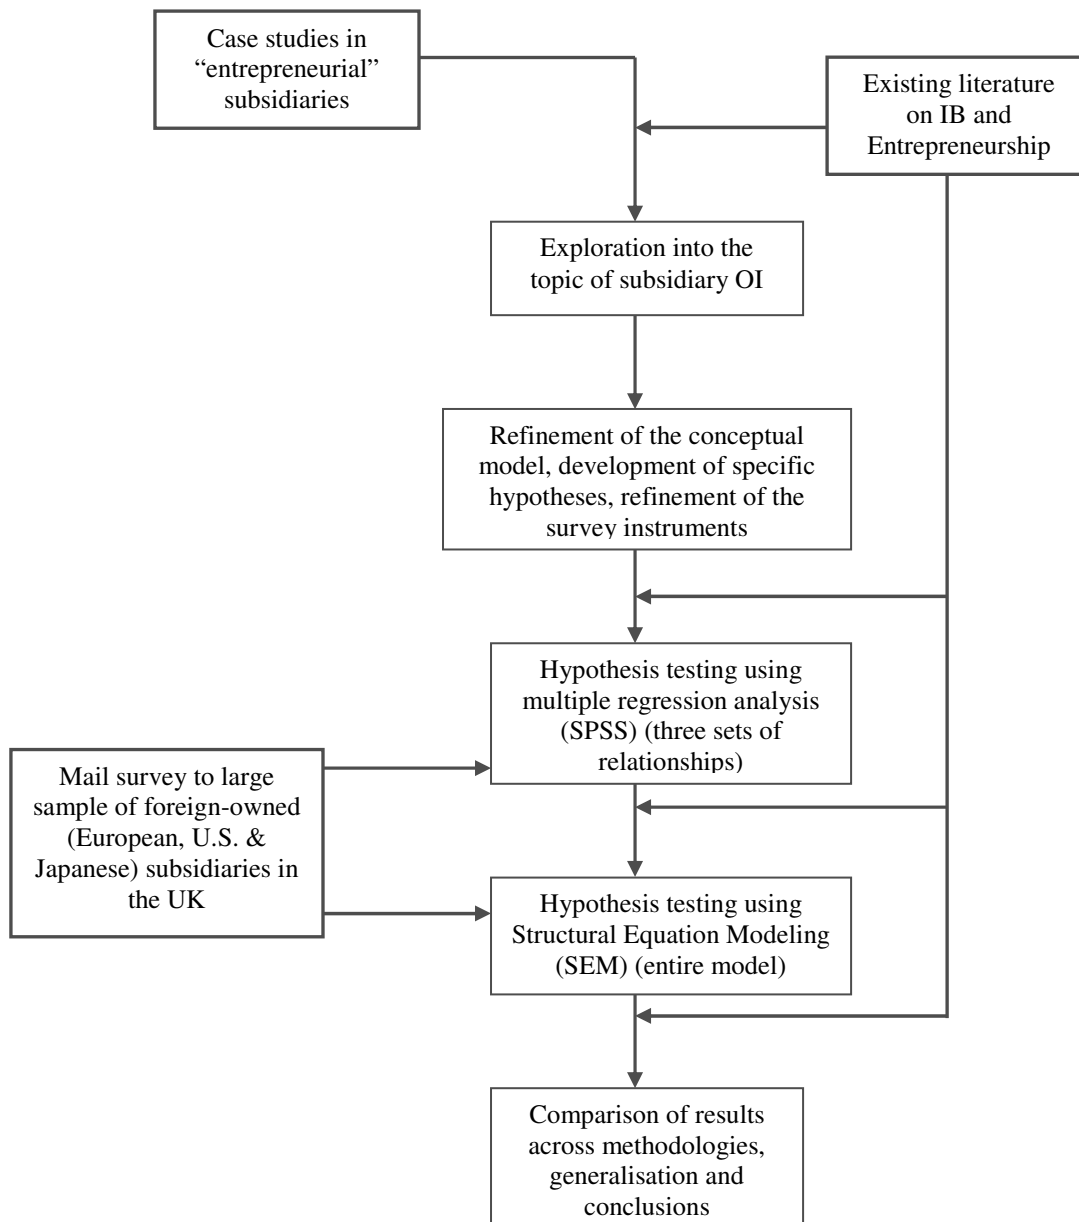 Case studies in
“entrepreneurial”
subsidiaries
Existing literature
on IB and
Entrepreneurship
Exploration into the
topic of subsidiary OI
Refinement of the conceptual
model, development of specific
hypotheses, refinement of the
survey instruments
Hypothesis testing using
multiple regression analysis
(SPSS) (three sets of
relationships)
Mail survey to large
sample of foreign-owned
(European, U.S. &
Japanese) subsidiaries in
the UK
Hypothesis testing using
Structural Equation Modeling
(SEM) (entire model)
Comparison of results
across methodologies,
generalisation and
conclusions